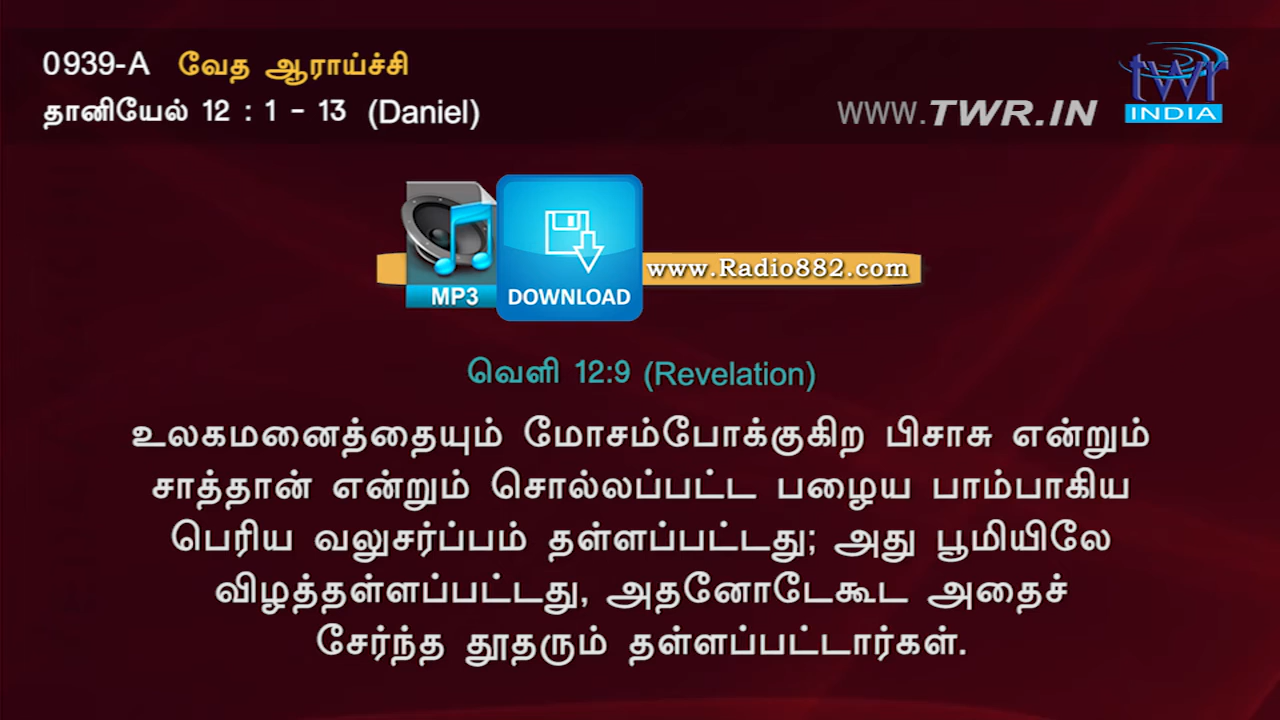 0939-A வேத ஆராய்ச்சி
தானியேல் 12 : 1 - 13 (Daniel)
WWW.TWR.IN
twr
INDIA
MP3
DOWNLOAD
www.Radio882.com
வெளி 12:9 (Revelation)
உலகமனைத்தையும் மோசம்போக்குகிற பிசாசு என்றும்
சாத்தான் என்றும் சொல்லப்பட்ட பழைய பாம்பாகிய
பெரிய வலுசர்ப்பம் தள்ளப்பட்டது; அது பூமியிலே
விழத்தள்ளப்பட்டது, அதனோடேகூட அதைச்
சேர்ந்த தூதரும் தள்ளப்பட்டார்கள்.